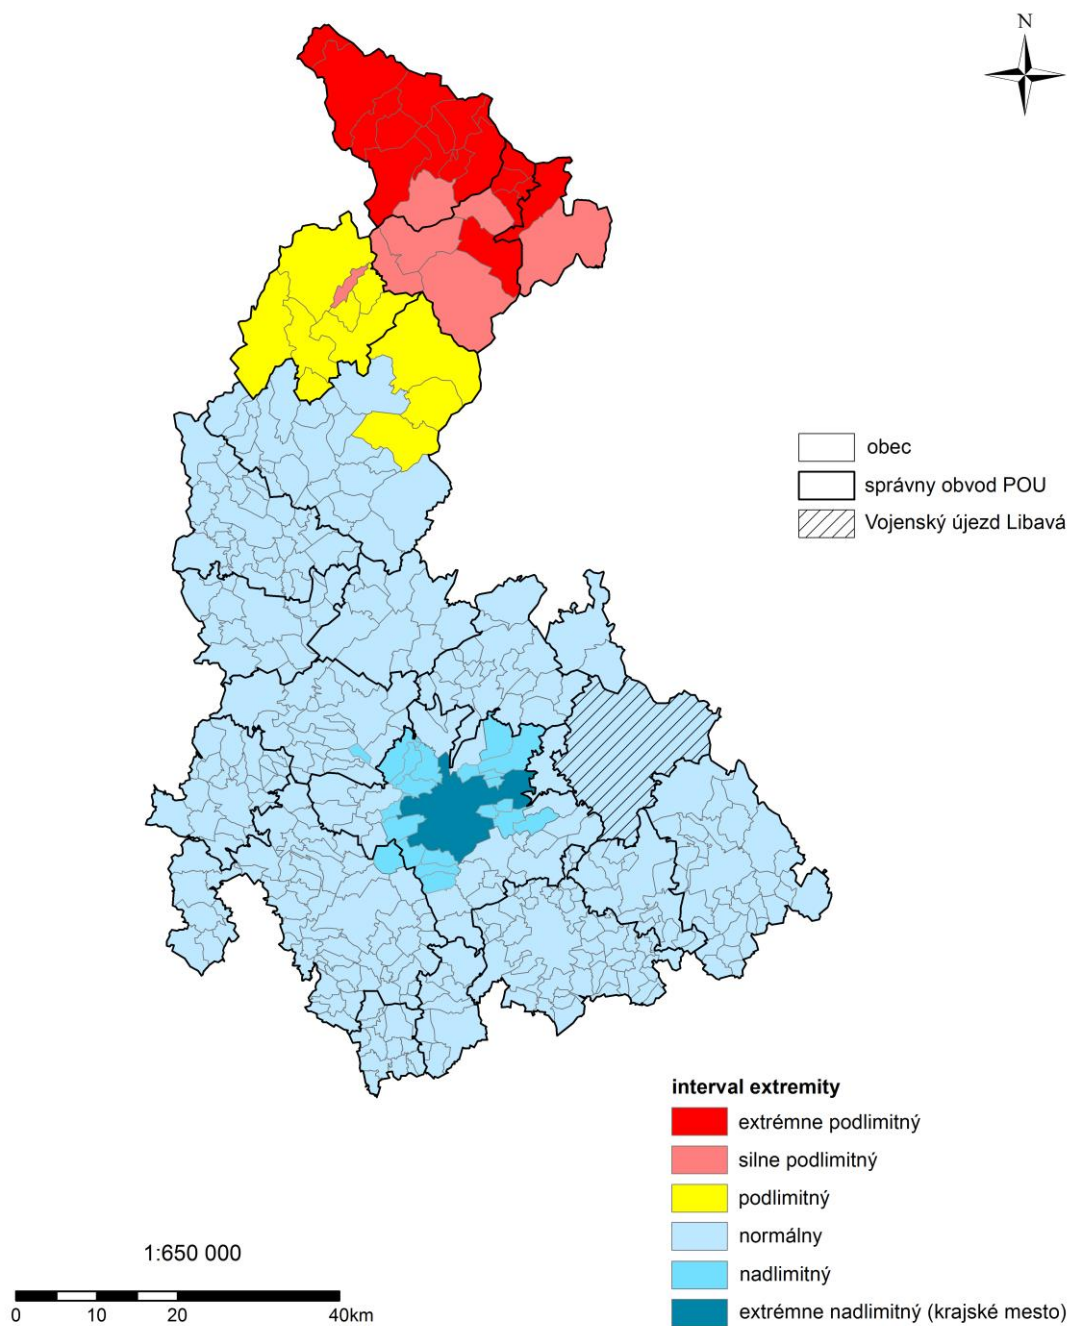 N
obec
správny obvod POU
Vojenský újezd Libavá
interval extremity
extrémne podlimitný
silne podlimitný
podlimitný
normálny
nadlimitný
extrémne nadlimitný (krajské mesto)
1:650 000
0 10 20 40km